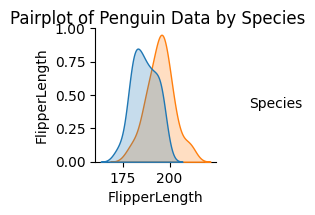 Pairplot of Penguin Data by Species
1.00
0.75
0.50
0.25
0.00
FlipperLength
175 200
FlipperLength
Species